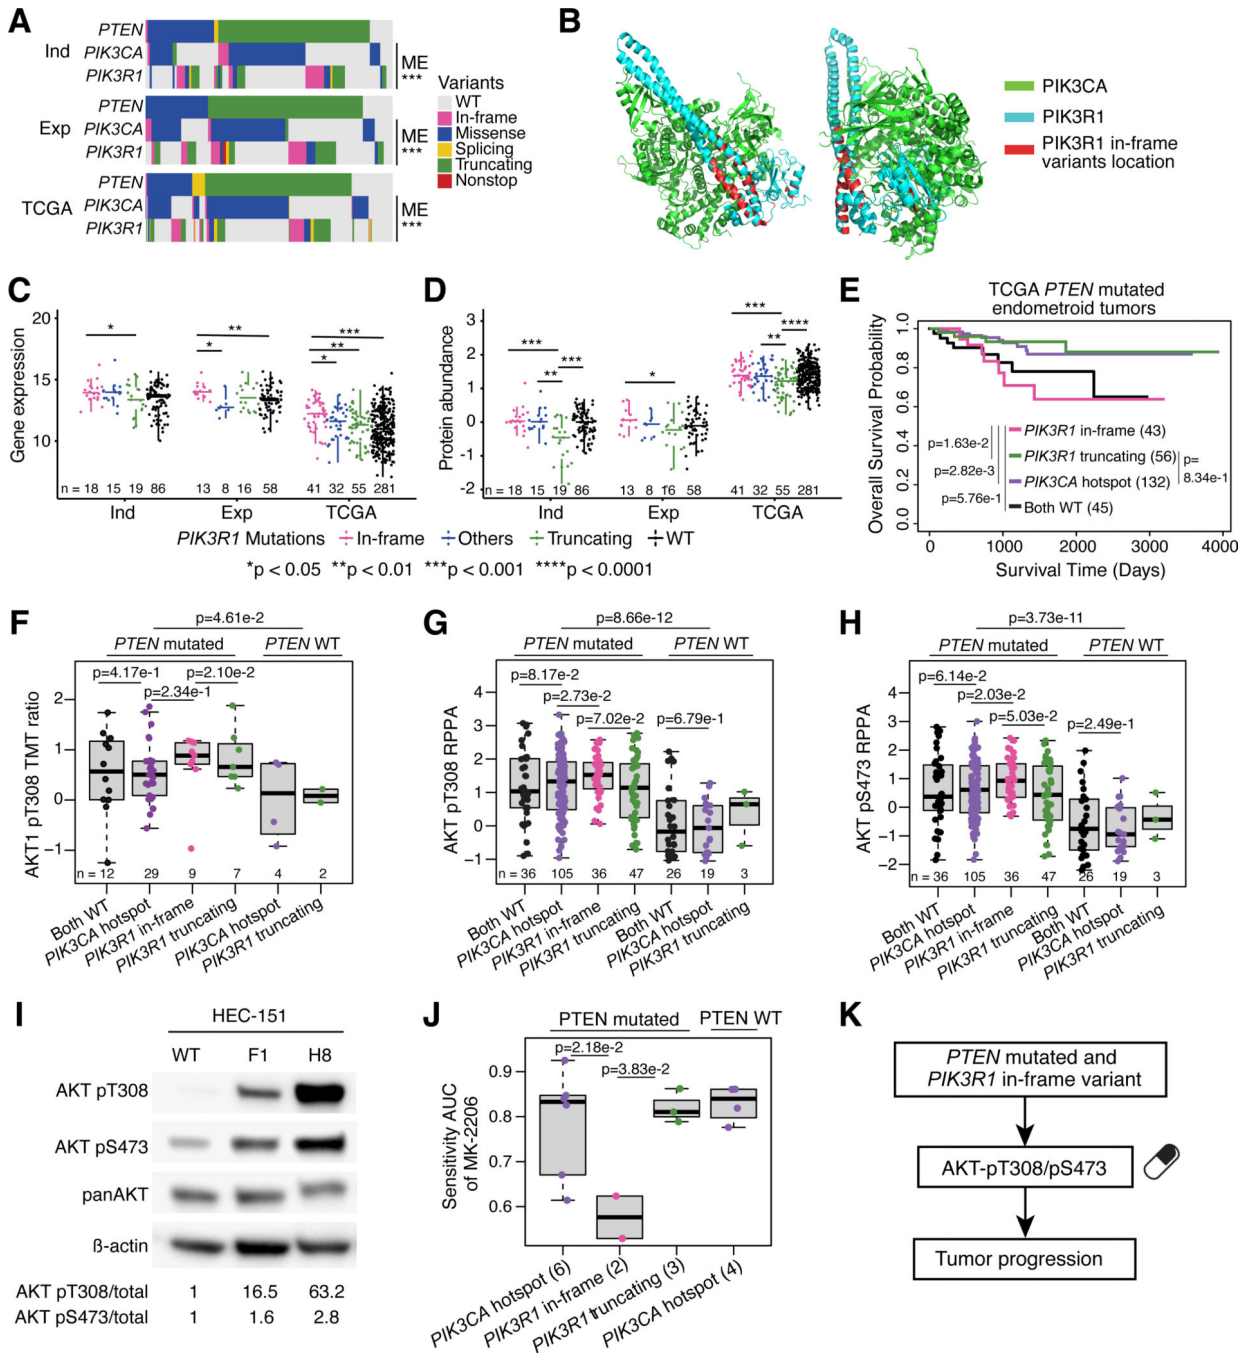 A
Ind
PTEN
PIK3CA
PIK3R1
ME
***
Exp
PTEN
PIK3CA
PIK3R1
ME
***
TCGA
PTEN
PIK3CA
PIK3R1
ME
***
Variants
WT
In-frame
Missense
Splicing
Truncating
Nonstop
B
PIK3CA
PIK3R1
PIK3R1 in-frame
variants location
C
Gene expression
20
15
10
*
** 
*
***
**
*
n = 18 15 19 86 13 8 16 58 41 32 55 281
Ind Exp TCGA
D
Protein abundance
3
2
1
0
-1
-2
***
***
**
*
***
****
**
n = 18 15 19 86 13 8 16 58 41 32 55 281
Ind Exp TCGA
PIK3R1 Mutations In-frame Others Truncating WT
*p < 0.05 **p < 0.01 ***p < 0.001 ****p < 0.0001
E
TCGA PTEN mutated
endometroid tumors
Overall Survival Probability
1.0
0.8
0.6
0.4
0.2
0.0
p=1.63e-2
p=2.82e-3
p=5.76e-1
PIK3R1 in-frame (43)
PIK3R1 truncating (56)
PIK3CA hotspot (132)
Both WT (45)
p=
8.34e-1
0 1000 2000 3000 4000
Survival Time (Days)
F
p=4.61e-2
PTEN mutated PTEN WT
p=4.17e-1 p=2.10e-2
p=2.34e-1
AKT1 pT308 TMT ratio
2
1
0
−1
n = 12 29 9 7 4 2
Both WT
PIK3CA hotspot
PIK3R1 in-frame
PIK3R1 truncating
PIK3CA hotspot
PIK3R1 truncating
G
p=8.66e-12
PTEN mutated PTEN WT
p=8.17e-2
p=2.73e-2
p=7.02e-2 p=6.79e-1
AKT pT308 RPPA
4
3
2
1
0
−1
n = 36 105 36 47 26 19 3
Both WT
PIK3CA hotspot
PIK3R1 in-frame
PIK3R1 truncating
Both WT
PIK3CA hotspot
PIK3R1 truncating
H
p=3.73e-11
PTEN mutated PTEN WT
p=6.14e-2
p=2.03e-2
p=5.03e-2 p=2.49e-1
AKT pS473 RPPA
4
3
2
1
0
−1
−2
n = 36 105 36 47 26 19 3
Both WT
PIK3CA hotspot
PIK3R1 in-frame
PIK3R1 truncating
Both WT
PIK3CA hotspot
PIK3R1 truncating
I
HEC-151
WT F1 H8
AKT pT308
AKT pS473
panAKT
ß-actin
AKT pT308/total 1 16.5 63.2
AKT pS473/total 1 1.6 2.8
J
PTEN mutated PTEN WT
p=2.18e-2
p=3.83e-2
Sensitivity AUC
of MK-2206
0.9
0.8
0.7
0.6
PIK3CA hotspot (6)
PIK3R1 in-frame (2)
PIK3R1 truncating (3)
PIK3CA hotspot (4)
K
PTEN mutated and
PIK3R1 in-frame variant
AKT-pT308/pS473
Tumor progression